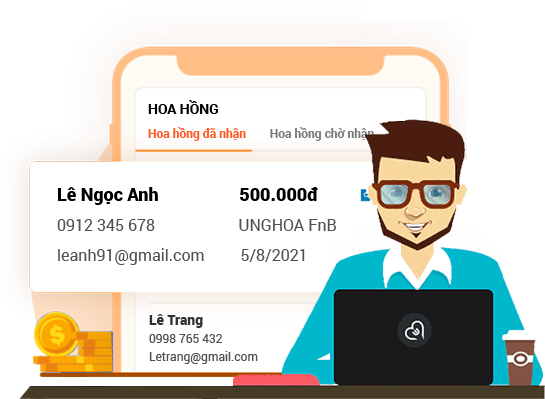 HOA HỒNG
Hoa hồng đã nhận Hoa hồng chờ nhận
Lê Ngọc Anh 500.000đ
0912 345 678 UNGHOA FnB
leanh91@gmail.com 5/8/2021
Lê Trang
0998 765 432
Letrang@gmail.com